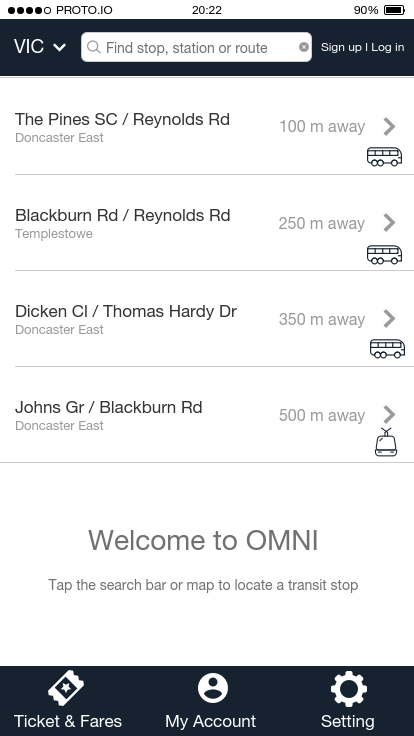 PROTO.IO 20:22 90%
VIC Find stop, station or route Sign up I Log in
The Pines SC / Reynolds Rd
Doncaster East
100 m away
Blackburn Rd / Reynolds Rd
Templestowe
250 m away
Dicken Cl / Thomas Hardy Dr
Doncaster East
350 m away
Johns Gr / Blackburn Rd
Doncaster East
500 m away
Welcome to OMNI
Tap the search bar or map to locate a transit stop
Ticket & Fares My Account Setting